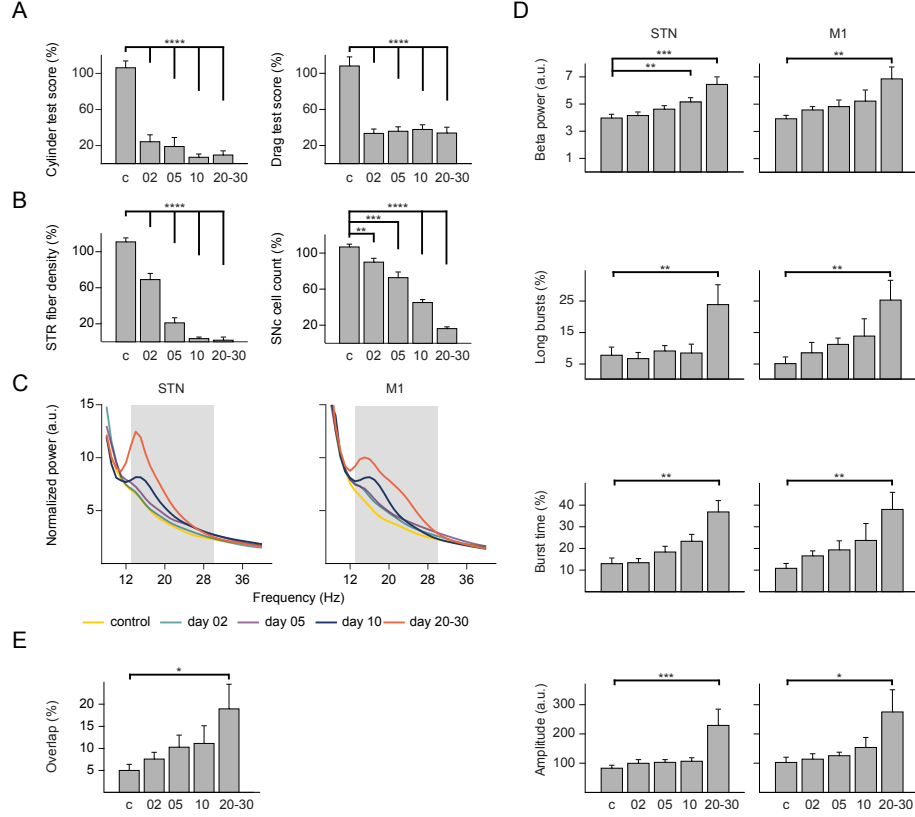 A
Cylinder test score (%)
100
20
****
c 02 05 10 20-30
Drag test score (%)
100
20
****
c 02 05 10 20-30
B
STR fiber density (%)
100
20
****
c 02 05 10 20-30
SNc cell count (%)
100
20
****
***
**
c 02 05 10 20-30
C
STN M1
Normalized power (a.u.)
15
10
5
12 20 28 36 12 20 28 36
Frequency (Hz)
control day 02 day 05 day 10 day 20-30
E
Overlap (%)
20
15
10
5
*
c 02 05 10 20-30
D
STN M1
Beta power (a.u.)
7
5
3
1
***
**
**
Long bursts (%)
25
15
5
**
**
Burst time (%)
40
30
20
10
**
**
Amplitude (a.u.)
300
200
100
***
*
c 02 05 10 20-30 c 02 05 10 20-30